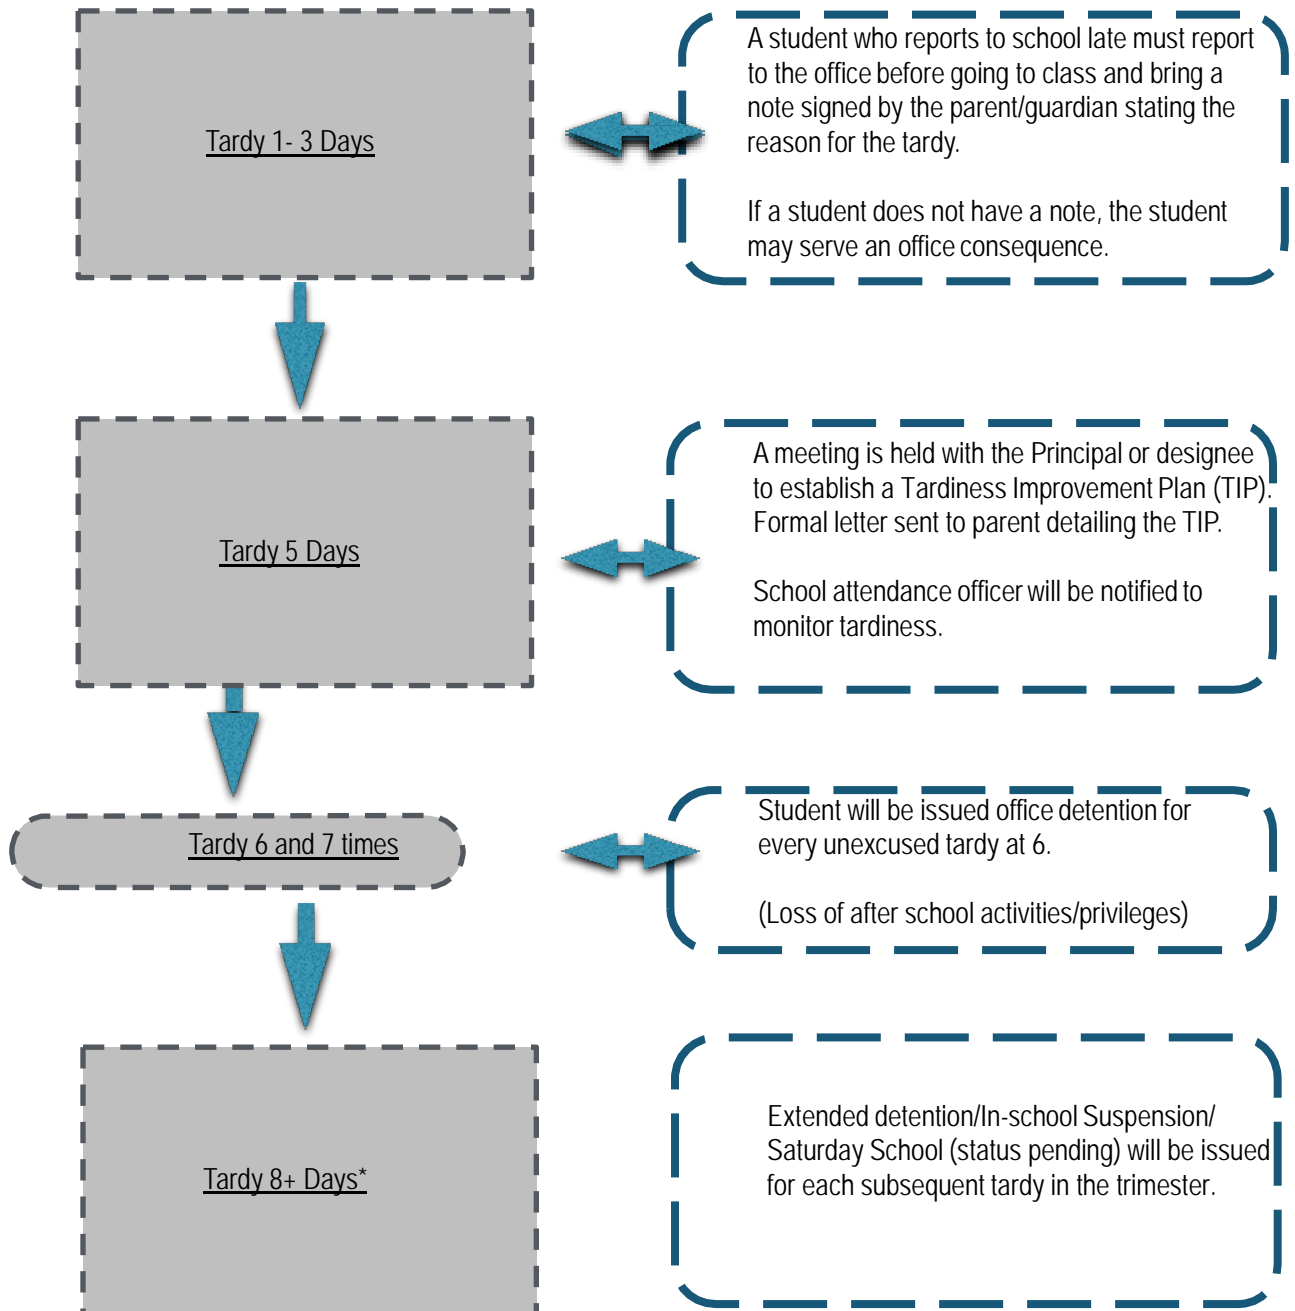 Tardy 1- 3 Days
A student who reports to school late must report
to the office before going to class and bring a
note signed by the parent/guardian stating the
reason for the tardy.
If a student does not have a note, the student
may serve an office consequence.
Tardy 5 Days
A meeting is held with the Principal or designee
to establish a Tardiness Improvement Plan (TIP).
Formal letter sent to parent detailing the TIP.
School attendance officer will be notified to
monitor tardiness.
Tardy 6 and 7 times
Student will be issued office detention for
every unexcused tardy at 6.
(Loss of after school activities/privileges)
Tardy 8+ Days*
Extended detention/In-school Suspension/
Saturday School (status pending) will be issued
for each subsequent tardy in the trimester.